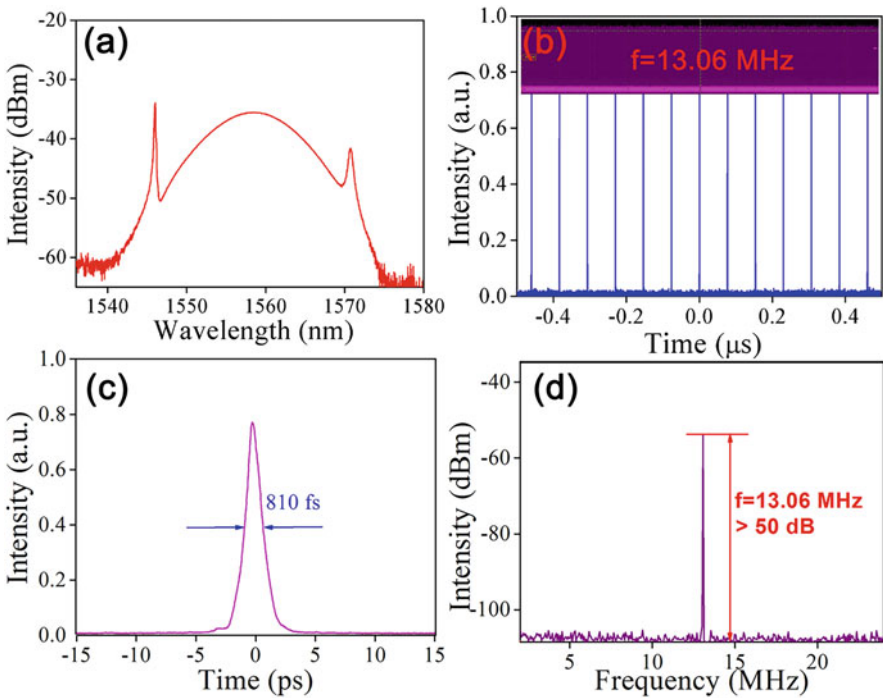 (a)
Intensity (dBm)
-20
-30
-40
-50
-60
1540 1550 1560 1570 1580
Wavelength (nm)
(b)
f=13.06 MHz
Intensity (a.u.)
1.0
0.8
0.6
0.4
0.2
0.0
-0.4 -0.2 0.0 0.2 0.4
Time (μs)
(c)
Intensity (a.u.)
1.0
0.8
0.6
0.4
0.2
0.0
810 fs
-15 -10 -5 0 5 10 15
Time (ps)
(d)
Intensity (dBm)
-40
-60
-80
-100
f=13.06 MHz
> 50 dB
5 10 15 20
Frequency (MHz)